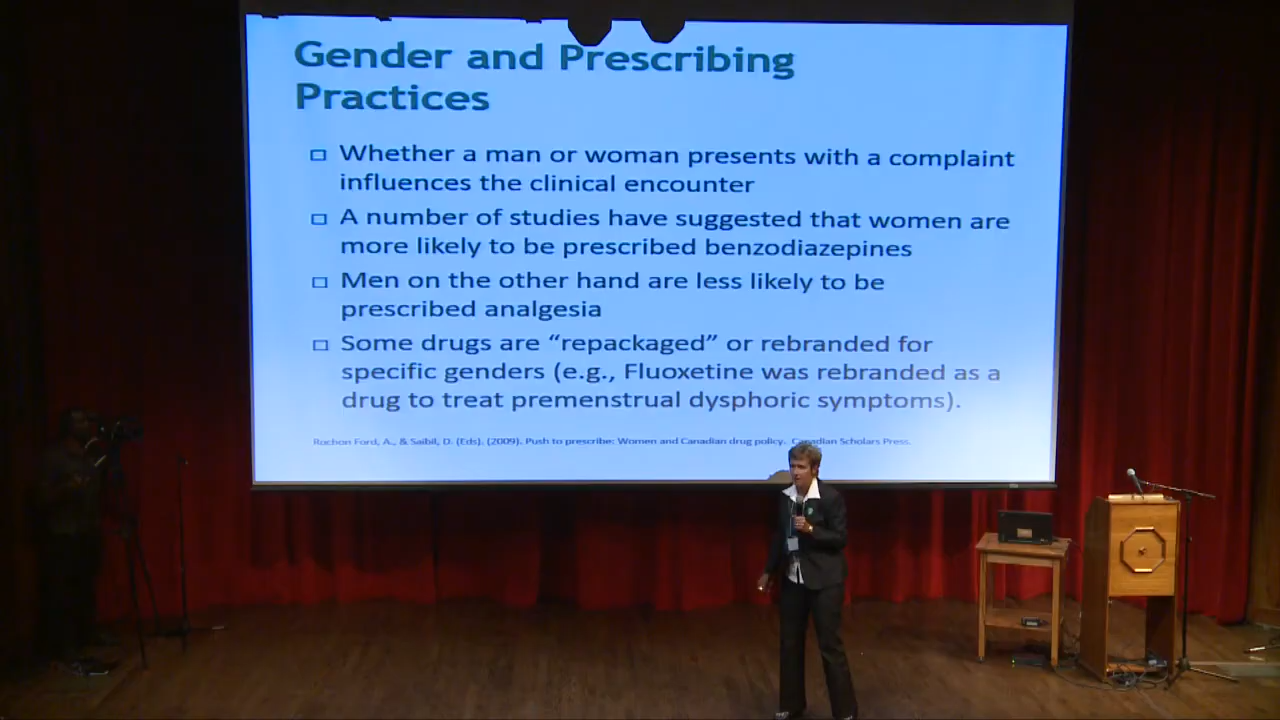 Gender and Prescribing
Practices
Whether a man or woman presents with a complaint
influences the clinical encounter
A number of studies have suggested that women are
more likely to be prescribed benzodiazepines
Men on the other hand are less likely to be
prescribed analgesia
Some drugs are “repackaged” or rebranded for
specific genders (e.g., Fluoxetine was rebranded as a
drug to treat premenstrual dysphoric symptoms).
Rochon Ford, A., & Saibil, D. (Eds). (2009). Push to prescribe: Women and Canadian drug policy. Canadian Scholars Press.